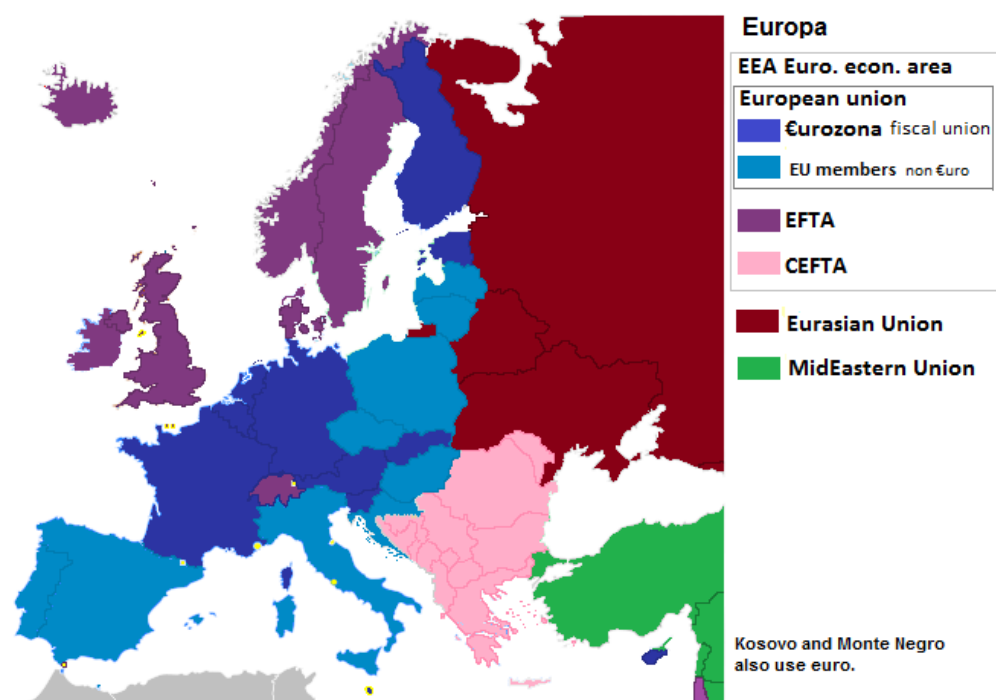 Europa
EEA Euro. econ. area
European union
€urozona fiscal union
EU members non €uro
EFTA
CEFTA
Eurasian Union
MidEastern Union
Kosovo and Monte Negro
also use euro.